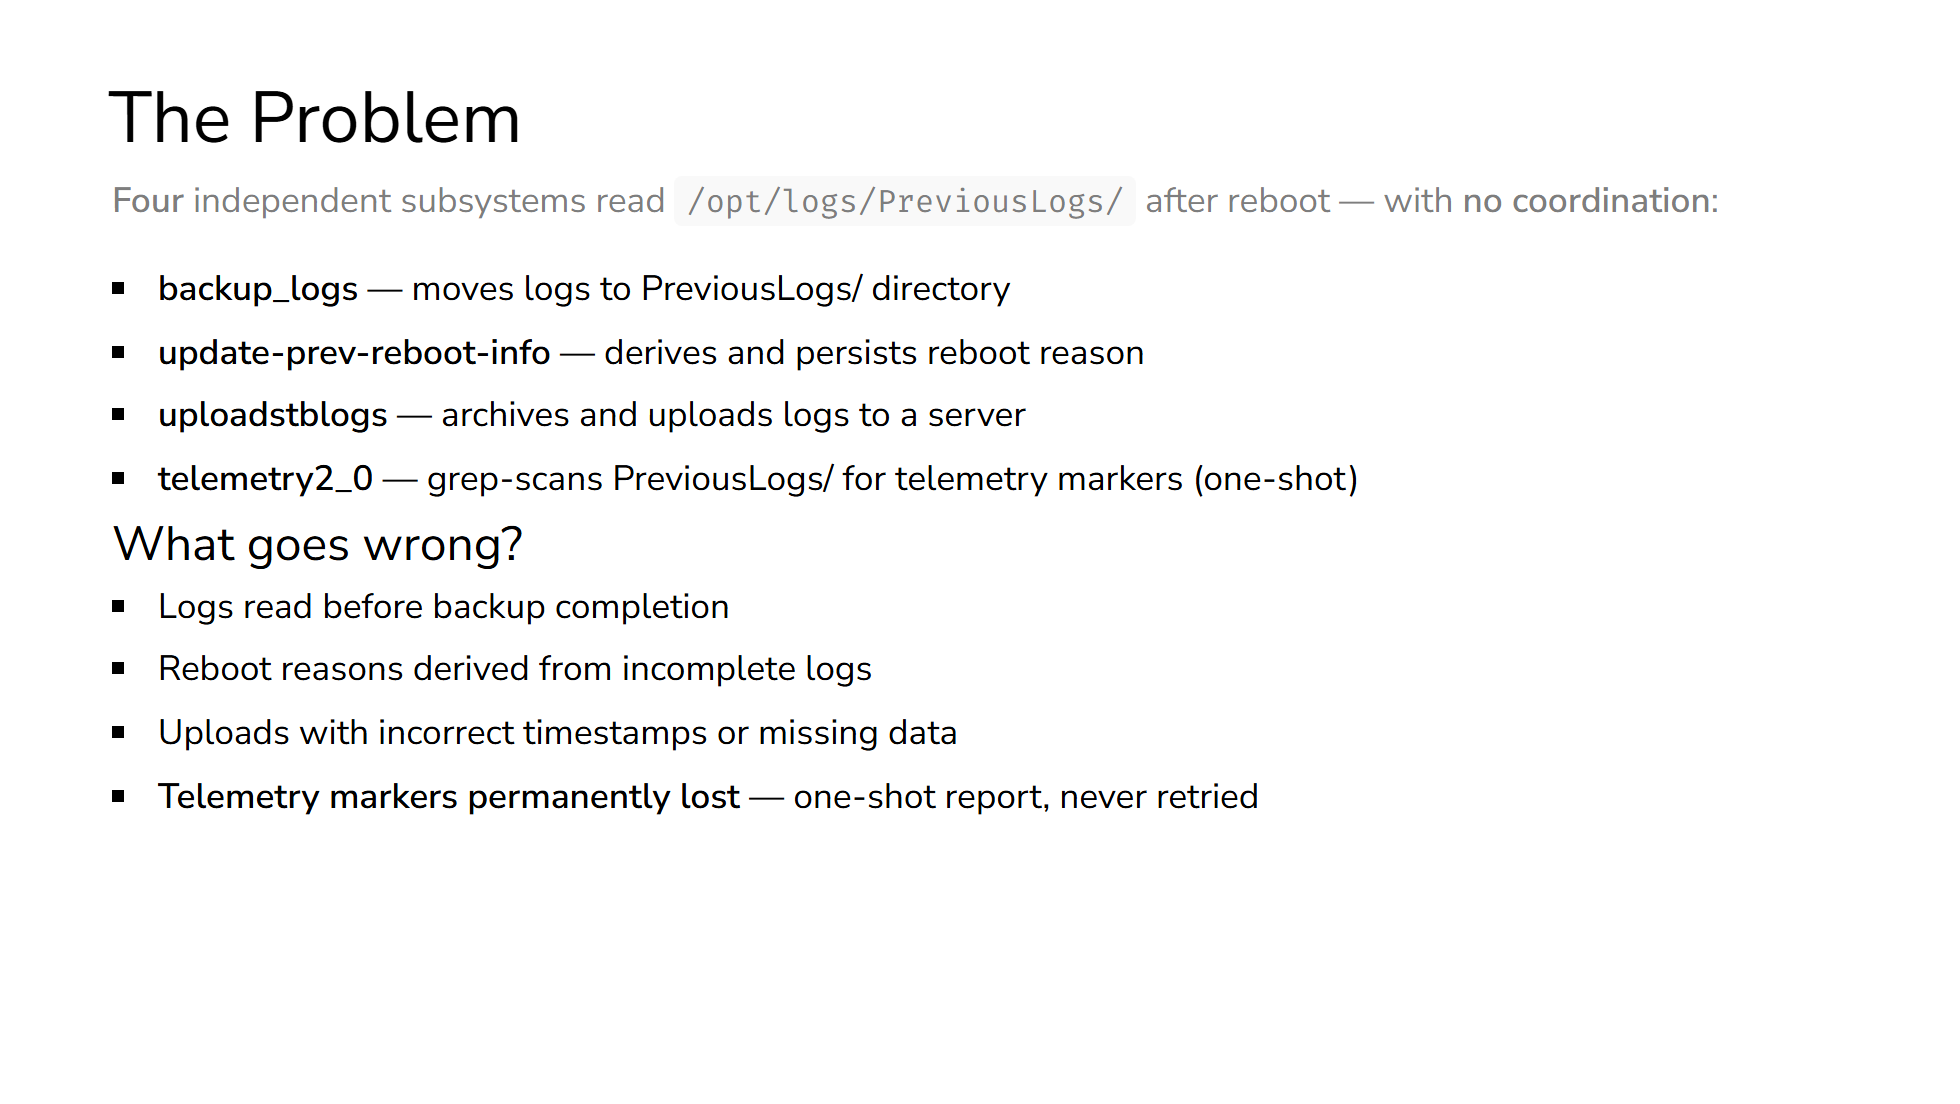 The Problem
Four independent subsystems read /opt/logs/PreviousLogs/ after reboot — with no coordination:
▪ backup_logs — moves logs to PreviousLogs/ directory
▪ update-prev-reboot-info — derives and persists reboot reason
▪ uploadstblogs — archives and uploads logs to a server
▪ telemetry2_0 — grep-scans PreviousLogs/ for telemetry markers (one-shot)
What goes wrong?
▪ Logs read before backup completion
▪ Reboot reasons derived from incomplete logs
▪ Uploads with incorrect timestamps or missing data
▪ Telemetry markers permanently lost — one-shot report, never retried